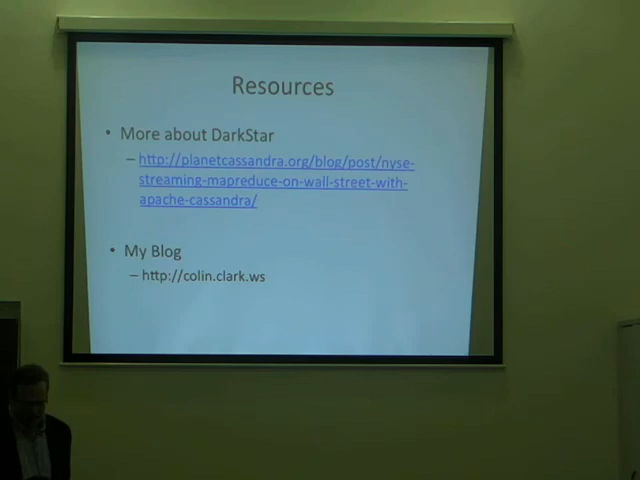 Resources
• More about DarkStar
– http://planetcassandra.org/blog/post/nyse-
streaming-mapreduce-on-wall-street-with-
apache-cassandra/
• My Blog
– http://colin.clark.ws